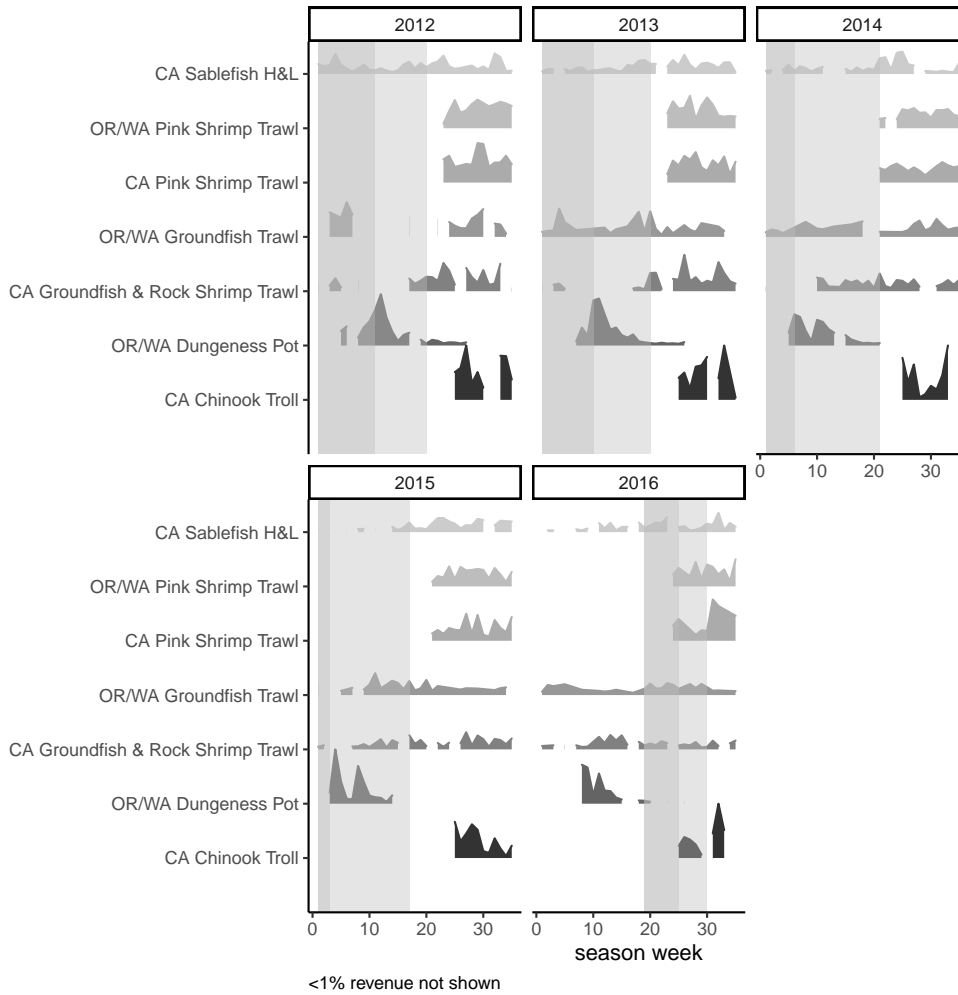 2012 2013 2014
CA Sablefish H&L
OR/WA Pink Shrimp Trawl
CA Pink Shrimp Trawl
OR/WA Groundfish Trawl
CA Groundfish & Rock Shrimp Trawl
OR/WA Dungeness Pot
CA Chinook Troll
0 10 20 30
2015 2016
CA Sablefish H&L
OR/WA Pink Shrimp Trawl
CA Pink Shrimp Trawl
OR/WA Groundfish Trawl
CA Groundfish & Rock Shrimp Trawl
OR/WA Dungeness Pot
CA Chinook Troll
0 10 20 30 0 10 20 30
season week
<1% revenue not shown